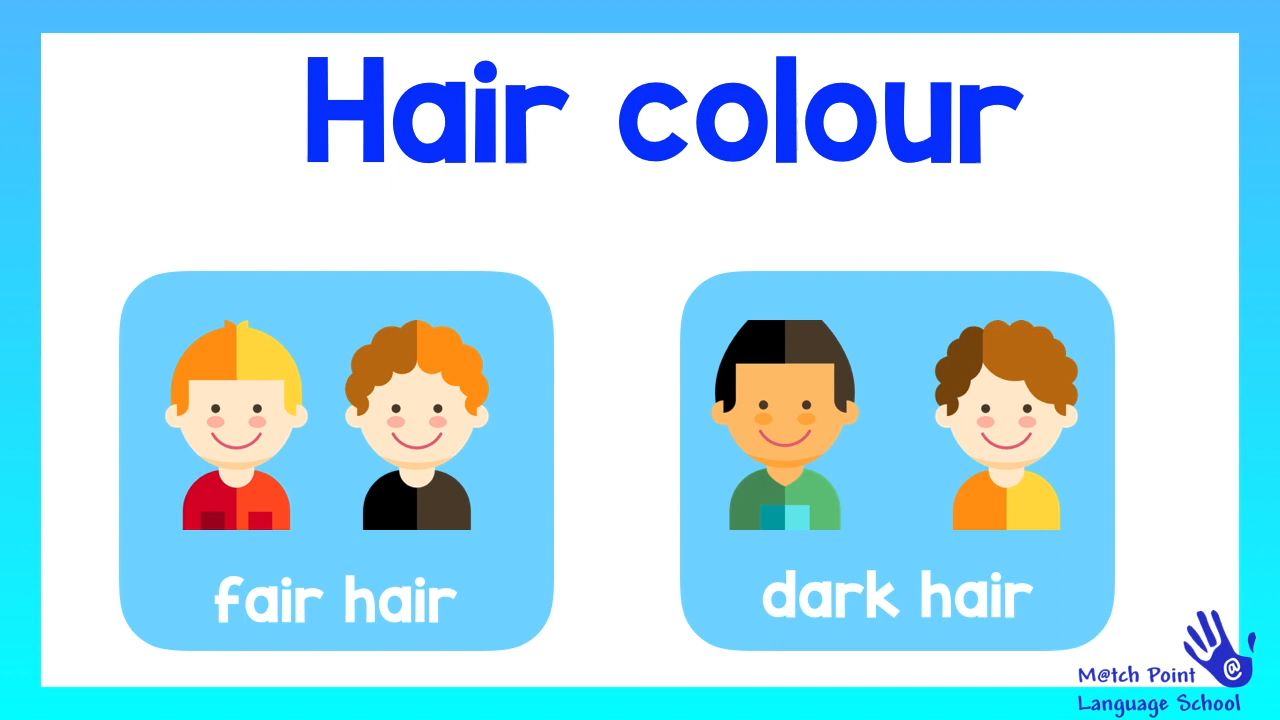 Hair colour
fair hair
dark hair
M@tch Point
@
Language School